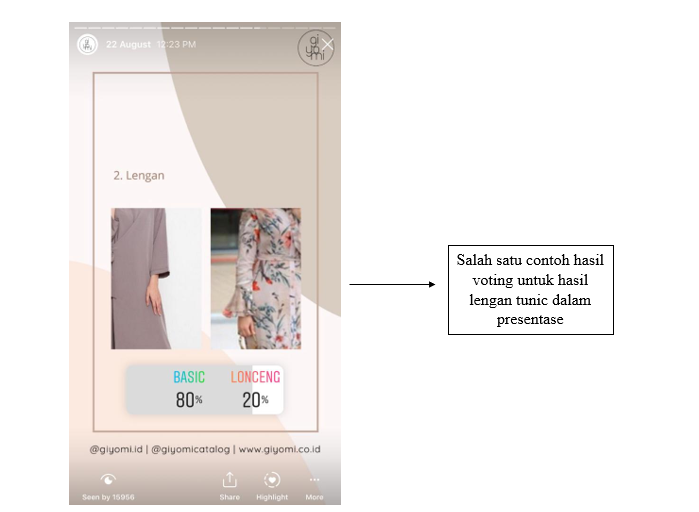 22 August 12:23 PM
gi
yo
mi
2. Lengan
BASIC LONCENG
80% 20%
@giyomi.id | @giyomicatalog | www.giyomi.co.id
Seen by 16956 Share Highlight More
Salah satu contoh hasil
voting untuk hasil
lengan tunic dalam
presentase